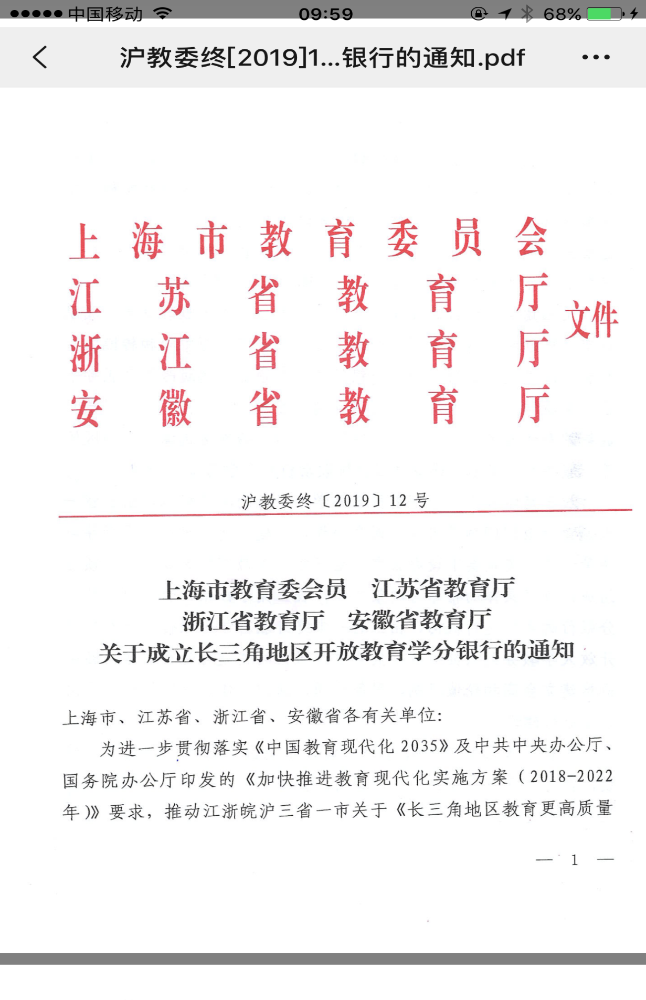 中国移动 09:59 68%
沪教委终[2019]1...银行的通知.pdf
上海市教育委员会
江苏省教育厅
文件
浙江省教育厅
安徽省教育厅
沪教委终〔2019〕12号
上海市教育委会员 江苏省教育厅
浙江省教育厅 安徽省教育厅
关于成立长三角地区开放教育学分银行的通知
上海市、江苏省、浙江省、安徽省各有关单位:
为进一步贯彻落实《中国教育现代化2035》及中共中央办公厅、
国务院办公厅印发的《加快推进教育现代化实施方案（2018-2022
年）》要求，推动江浙皖沪三省一市关于《长三角地区教育更高质量
— 1 —